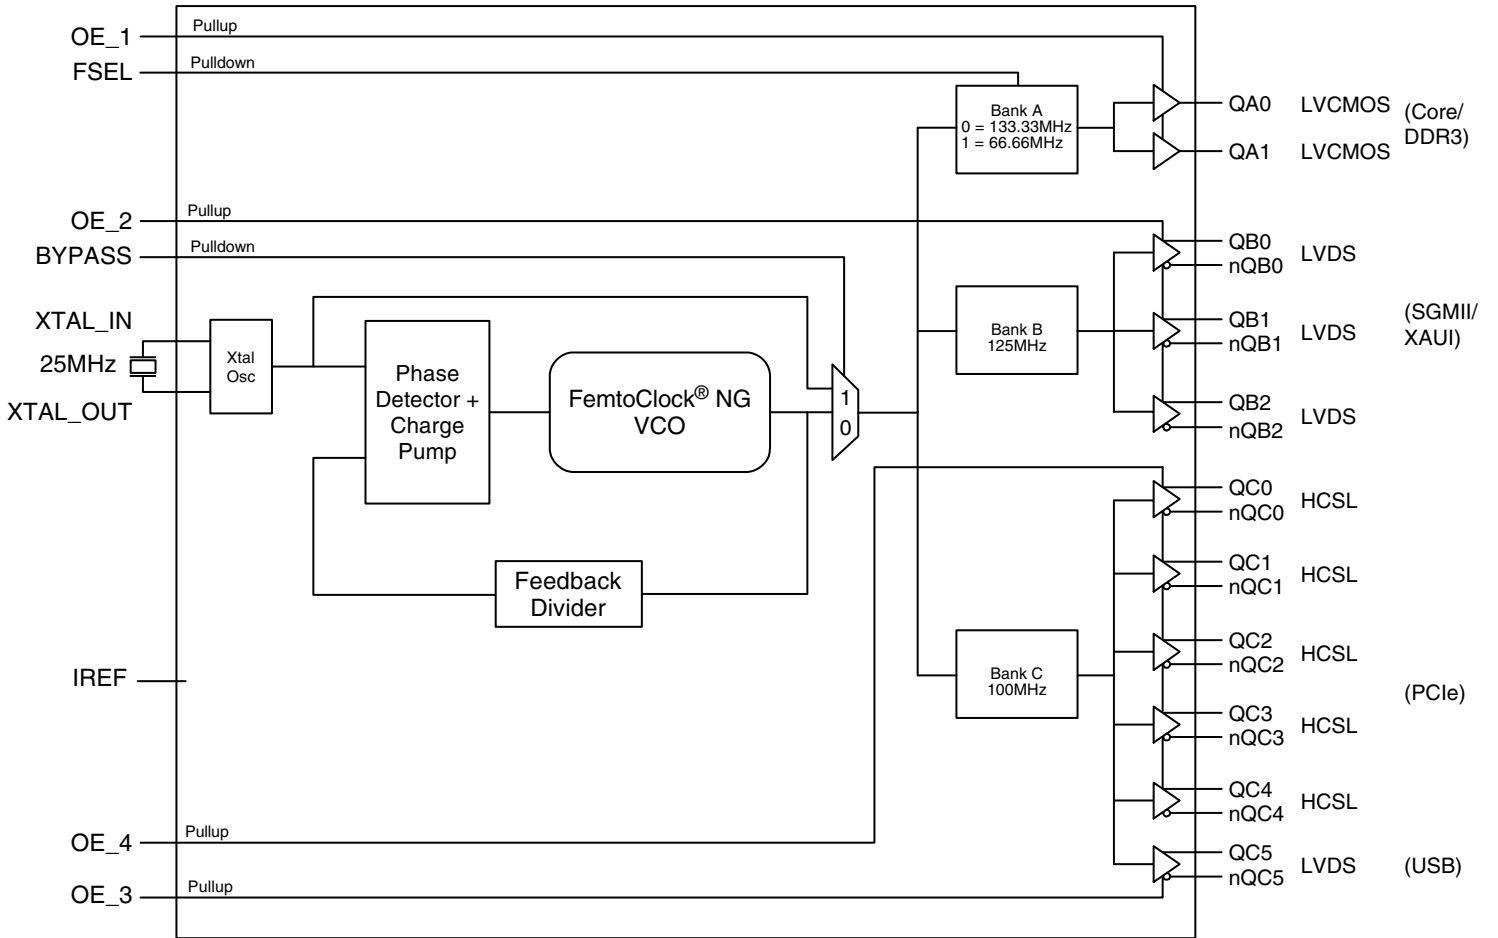 OE_1
Pullup
FSEL
Pulldown
Bank A
0 = 133.33MHz
1 = 66.66MHz
QA0 LVCMOS
QA1 LVCMOS
(Core/
DDR3)
OE_2
Pullup
BYPASS
Pulldown
QB0
nQB0
LVDS
XTAL_IN
25MHz
XTAL_OUT
Xtal
Osc
Phase
Detector +
Charge
Pump
FemtoClock® NG
VCO
1
0
Bank B
125MHz
QB1
nQB1
LVDS
(SGMII/
XAUI)
QB2
nQB2
LVDS
Feedback
Divider
IREF
Bank C
100MHz
QC0
nQC0
HCSL
QC1
nQC1
HCSL
QC2
nQC2
HCSL
(PCIe)
QC3
nQC3
HCSL
QC4
nQC4
HCSL
OE_4
Pullup
QC5
nQC5
LVDS
(USB)
OE_3
Pullup